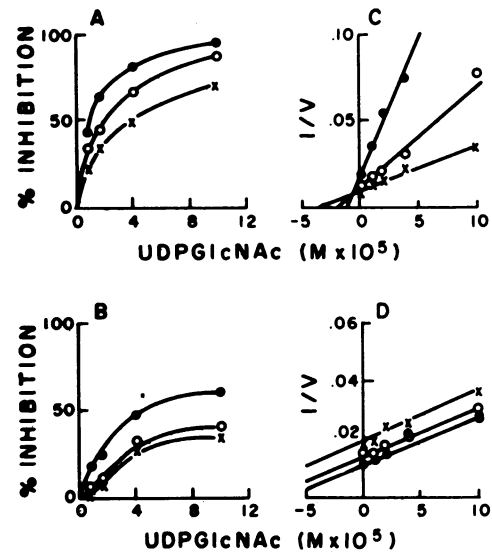 A
% INHIBITION
100
50
0
0 4 8 12
C
1/V
.10
.05
-5 0 5 10
UDPGlcNAc (M x 10⁵)
B
% INHIBITION
100
50
0
0 4 8 12
D
1/V
.06
.04
.02
-5 0 5 10
UDPGlcNAc (M x 10⁵)